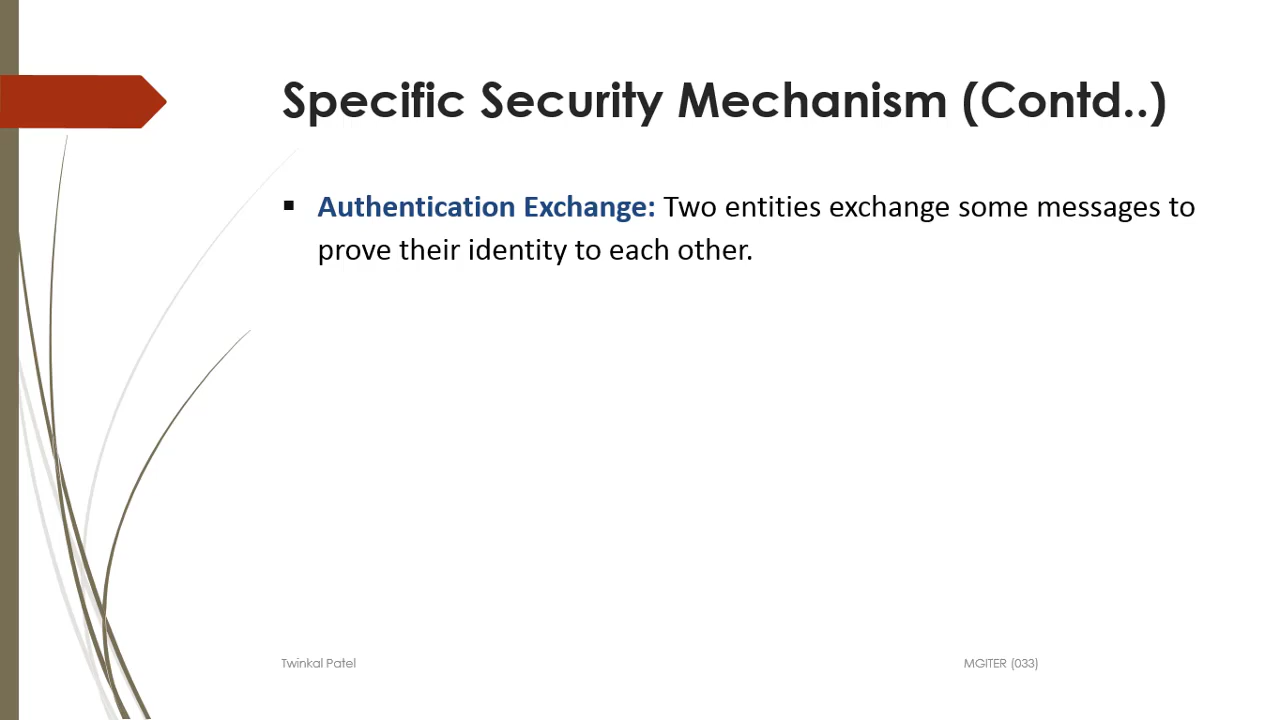 Specific Security Mechanism (Contd..)
▪ Authentication Exchange: Two entities exchange some messages to
prove their identity to each other.
Twinkal Patel
MGITER (033)